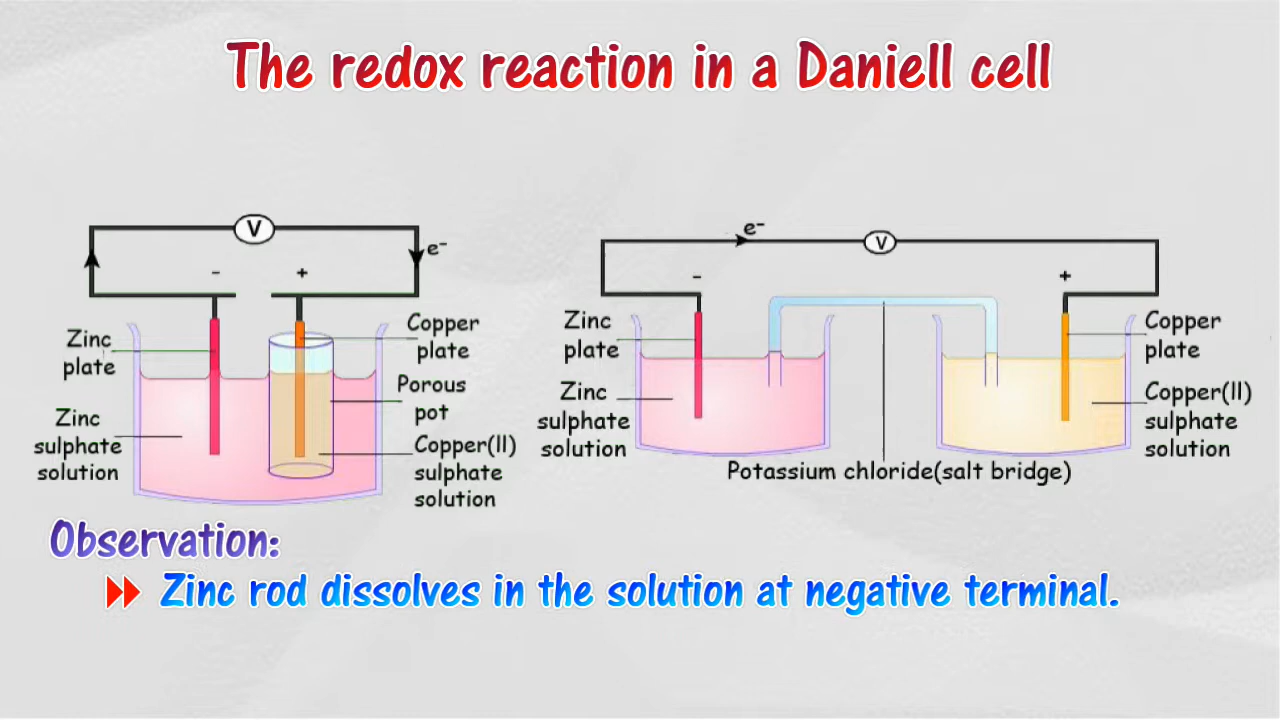 The redox reaction in a Daniell cell
V
e⁻
-
+
Zinc
plate
Copper
plate
Porous
pot
Zinc
sulphate
solution
Copper(II)
sulphate
solution
e⁻
V
-
+
Zinc
plate
Copper
plate
Zinc
sulphate
solution
Copper(II)
sulphate
solution
Potassium chloride(salt bridge)
Observation:
Zinc rod dissolves in the solution at negative terminal.